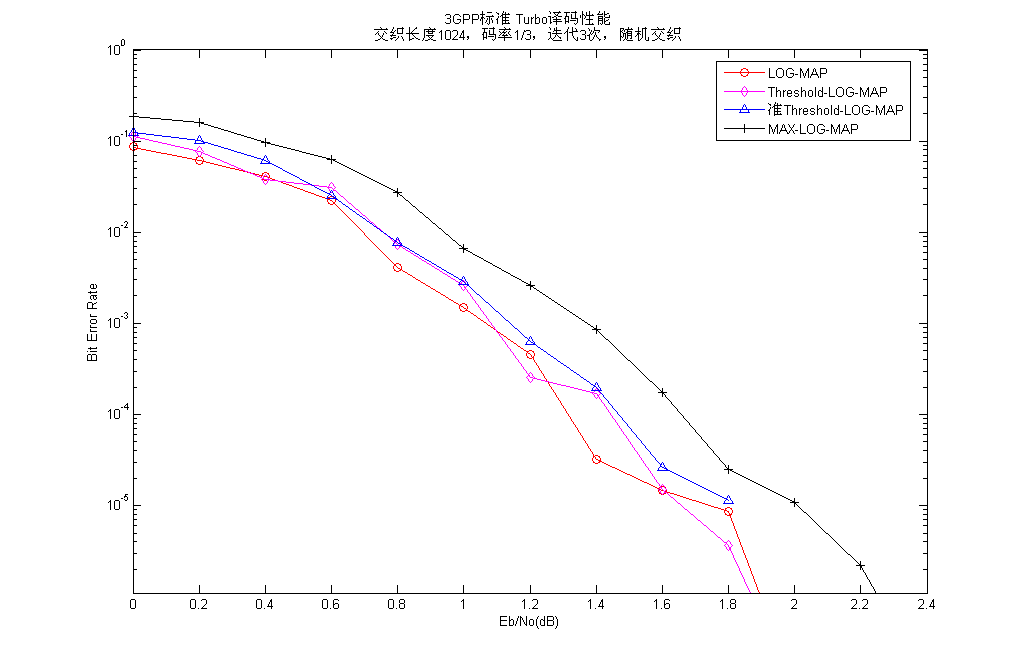 3GPP标准 Turbo译码性能
交织长度1024，码率1/3，迭代3次，随机交织
LOG-MAP
Threshold-LOG-MAP
准Threshold-LOG-MAP
MAX-LOG-MAP
10^0
10^-1
10^-2
10^-3
10^-4
10^-5
Bit Error Rate
0 0.2 0.4 0.6 0.8 1 1.2 1.4 1.6 1.8 2 2.2 2.4
Eb/No(dB)